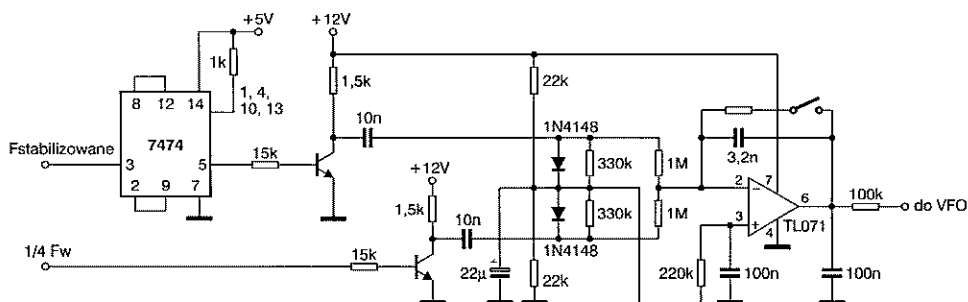 +5V
+12V
1k
1, 4,
10, 13
8 12 14
7474
3 5
2 9 7
Fstabilizowane
15k
1,5k
10n
22k
1N4148
330k
1M
3,2n
+12V
1,5k
10n
330k
1M
1N4148
2
7
6
3
4
TL071
100k
do VFO
1/4 Fw
15k
22µ
22k
220k
100n
100n
+
−
+